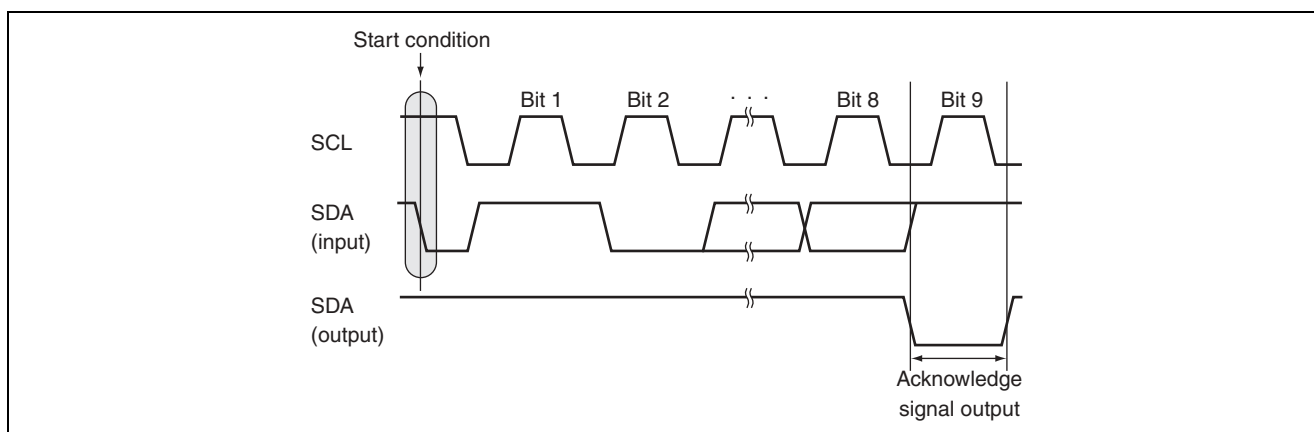 Start condition
Bit 1 Bit 2 · · · Bit 8 Bit 9
SCL
SDA
(input)
SDA
(output)
Acknowledge
signal output